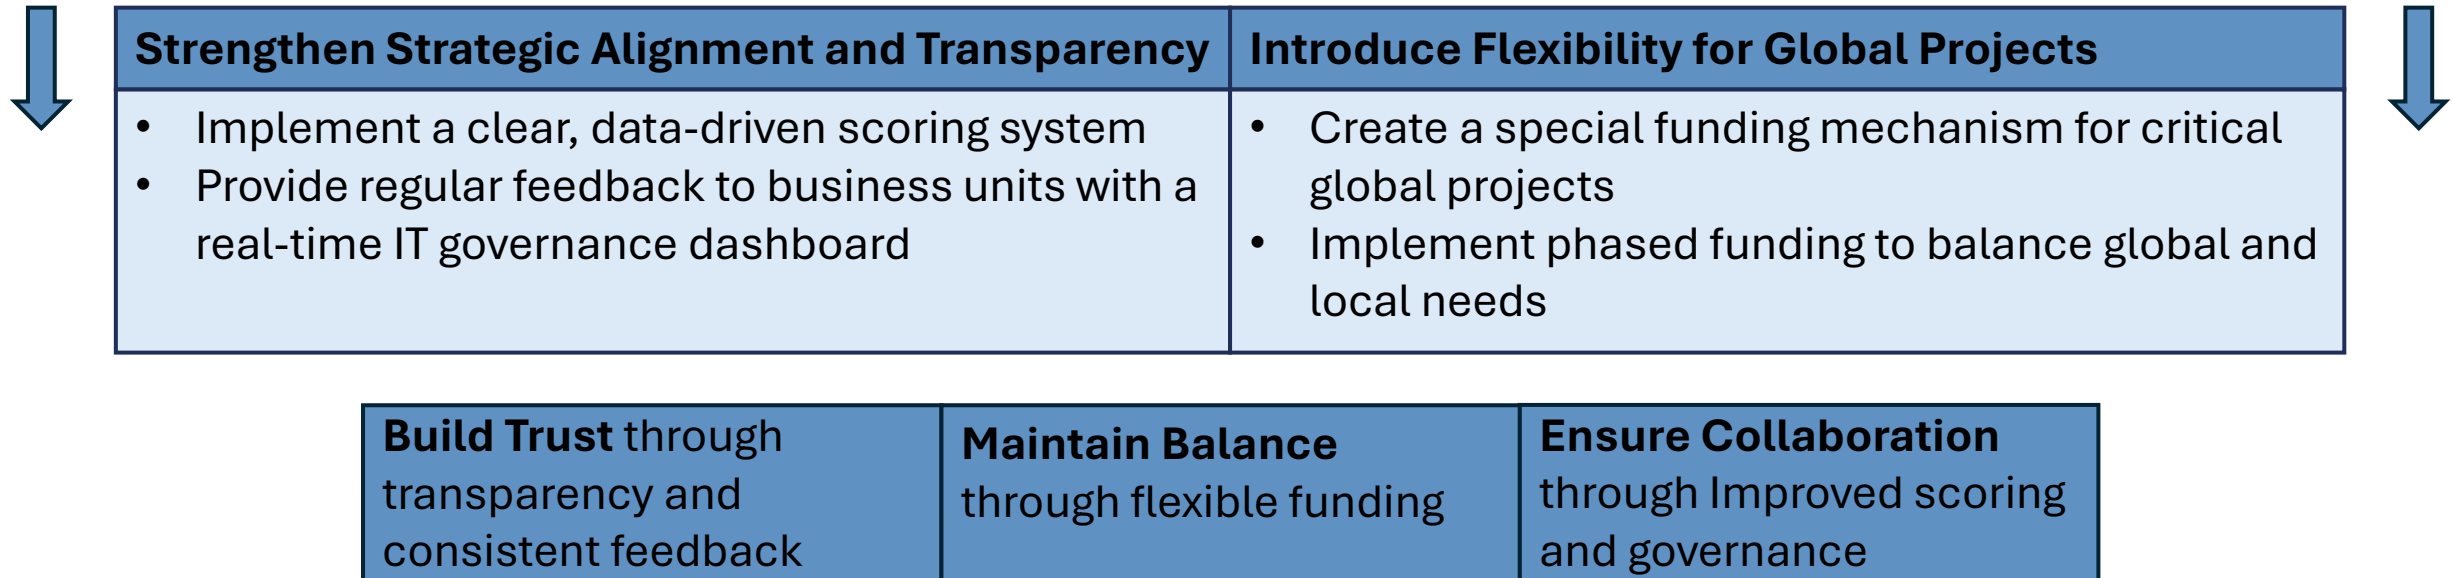 Strengthen Strategic Alignment and Transparency
• Implement a clear, data-driven scoring system
• Provide regular feedback to business units with a
real-time IT governance dashboard
Introduce Flexibility for Global Projects
• Create a special funding mechanism for critical
global projects
• Implement phased funding to balance global and
local needs
Build Trust through
transparency and
consistent feedback
Maintain Balance
through flexible funding
Ensure Collaboration
through Improved scoring
and governance